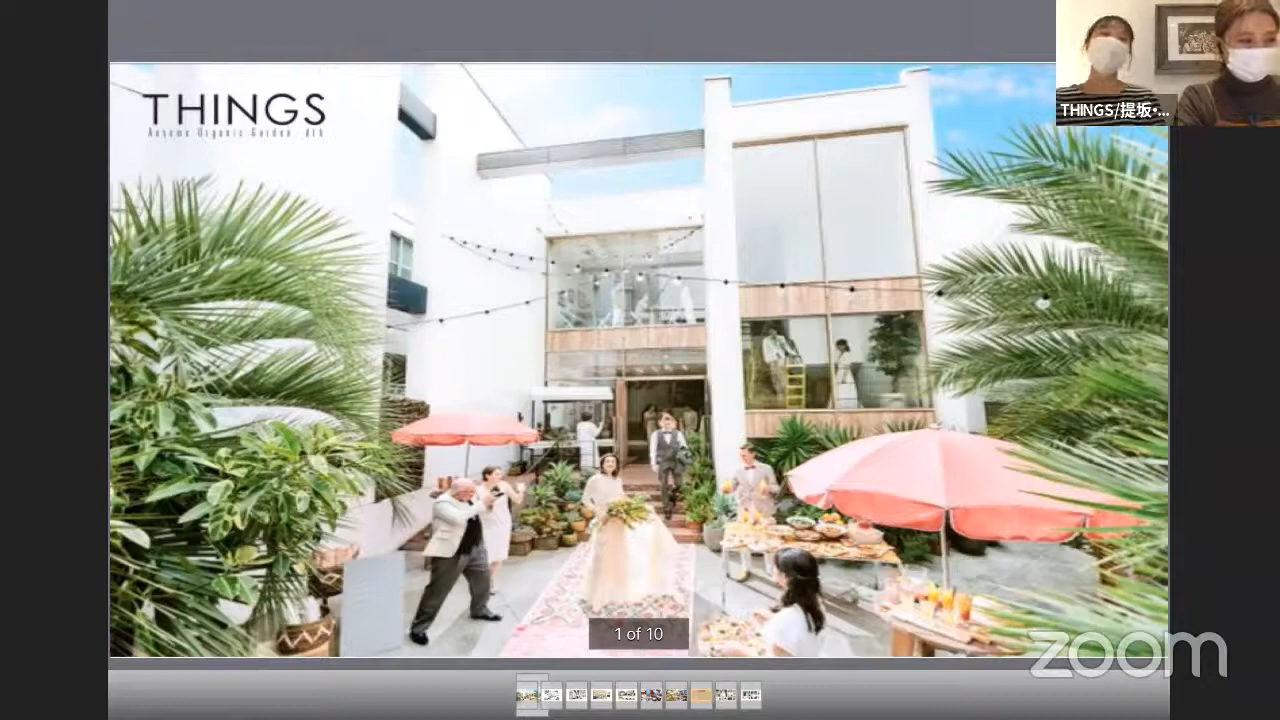 THINGS
Aoyama Organic Garden. dth
THINGS/提坂・...
1 of 10
zoom